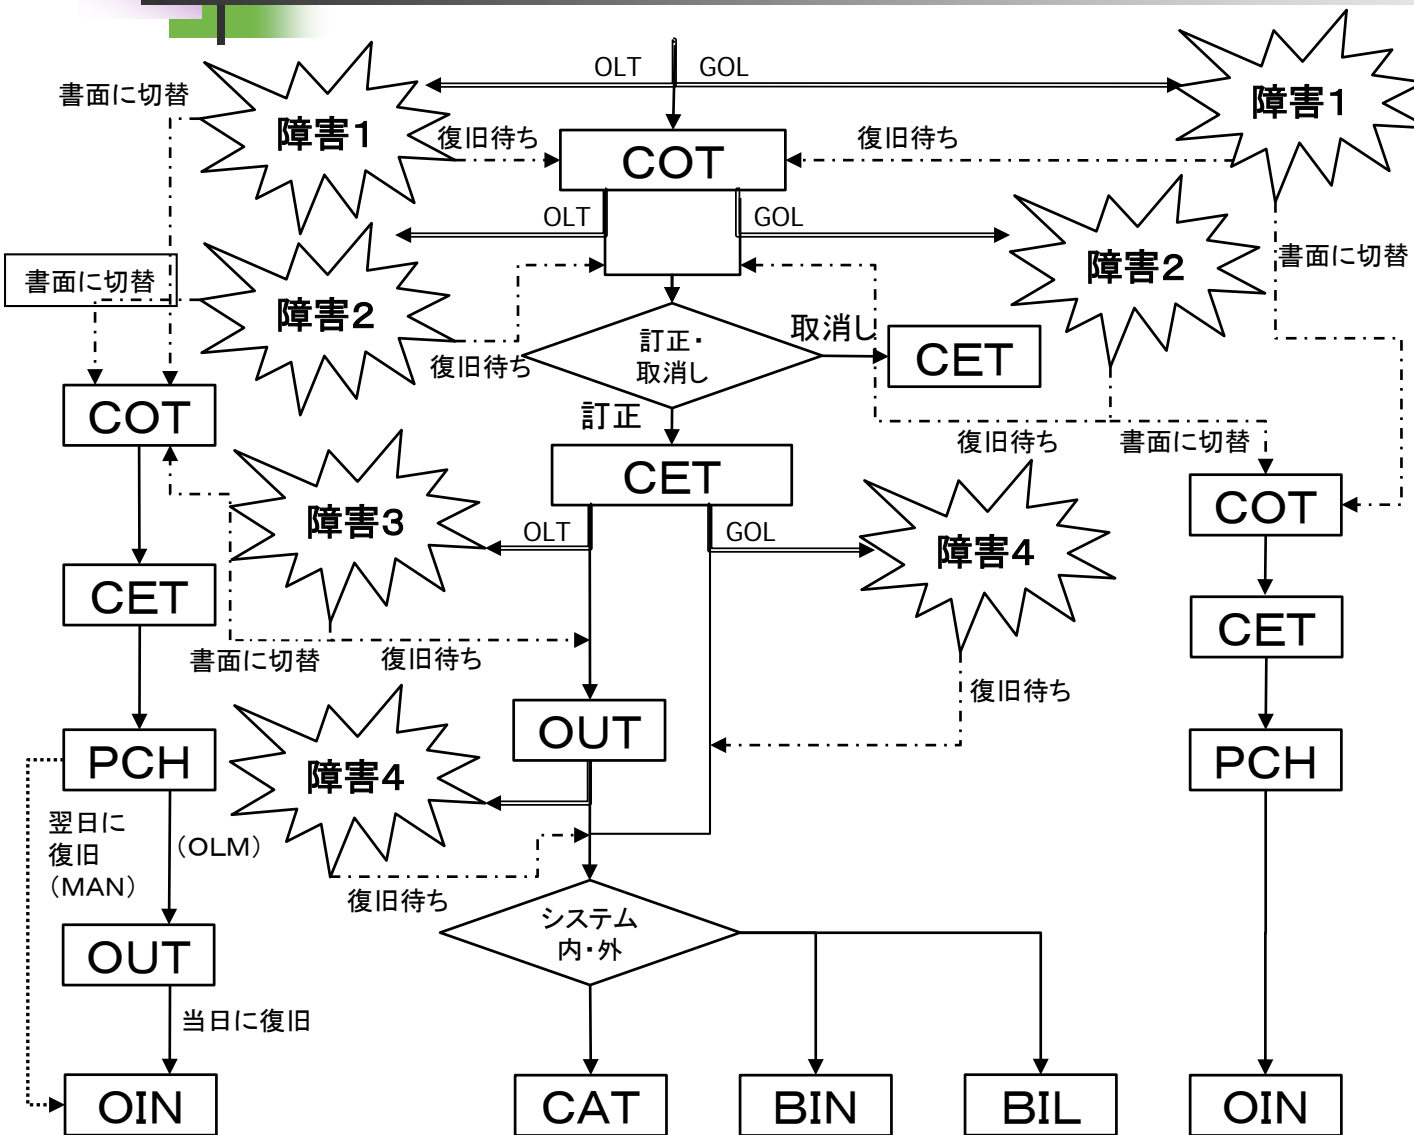 OLT
GOL
書面に切替
障害1
障害1
復旧待ち
COT
復旧待ち
OLT
GOL
書面に切替
障害2
書面に切替
障害2
復旧待ち
訂正・
取消し
取消し
CET
訂正
復旧待ち
書面に切替
COT
CET
COT
障害3
OLT
GOL
障害4
CET
CET
書面に切替
復旧待ち
復旧待ち
OUT
PCH
PCH
障害4
翌日に
復旧
(MAN)
(OLM)
復旧待ち
システム
内・外
OUT
当日に復旧
OIN
CAT
BIN
BIL
OIN